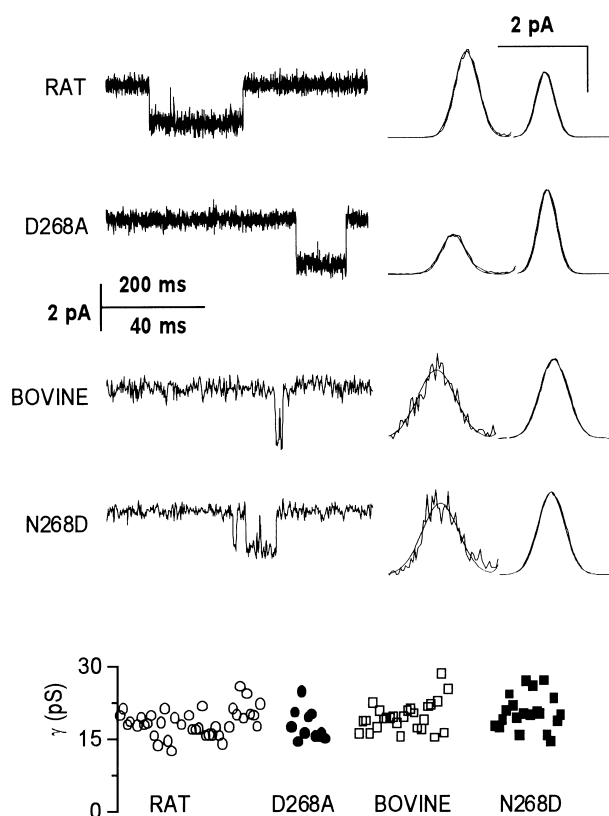 2 pA
RAT
D268A
200 ms
2 pA
40 ms
BOVINE
N268D
30
15
0
γ (pS)
RAT D268A BOVINE N268D